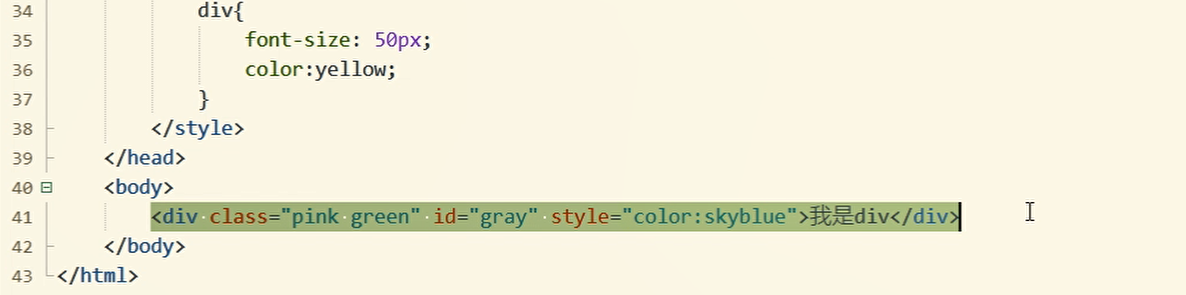 34 div{
35 font-size: 50px;
36 color:yellow;
37 }
38 </style>
39 </head>
40 <body>
41 <div class="pink green" id="gray" style="color:skyblue">我是div</div>
42 </body>
43 </html>